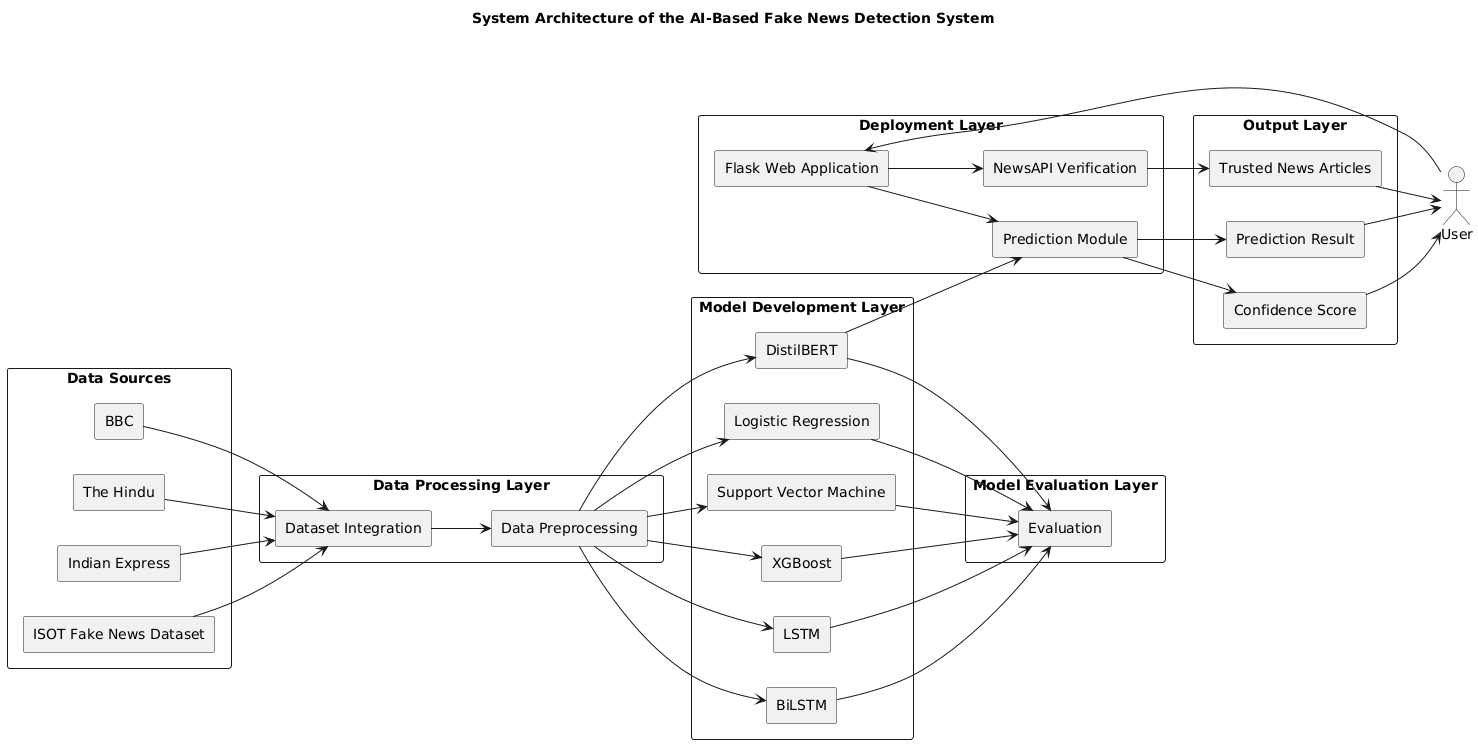 System Architecture of the AI-Based Fake News Detection System
Data Sources
BBC
The Hindu
Indian Express
ISOT Fake News Dataset
Data Processing Layer
Dataset Integration
Data Preprocessing
Model Development Layer
DistilBERT
Logistic Regression
Support Vector Machine
XGBoost
LSTM
BiLSTM
Model Evaluation Layer
Evaluation
Deployment Layer
Flask Web Application
NewsAPI Verification
Prediction Module
Output Layer
Trusted News Articles
Prediction Result
Confidence Score
User